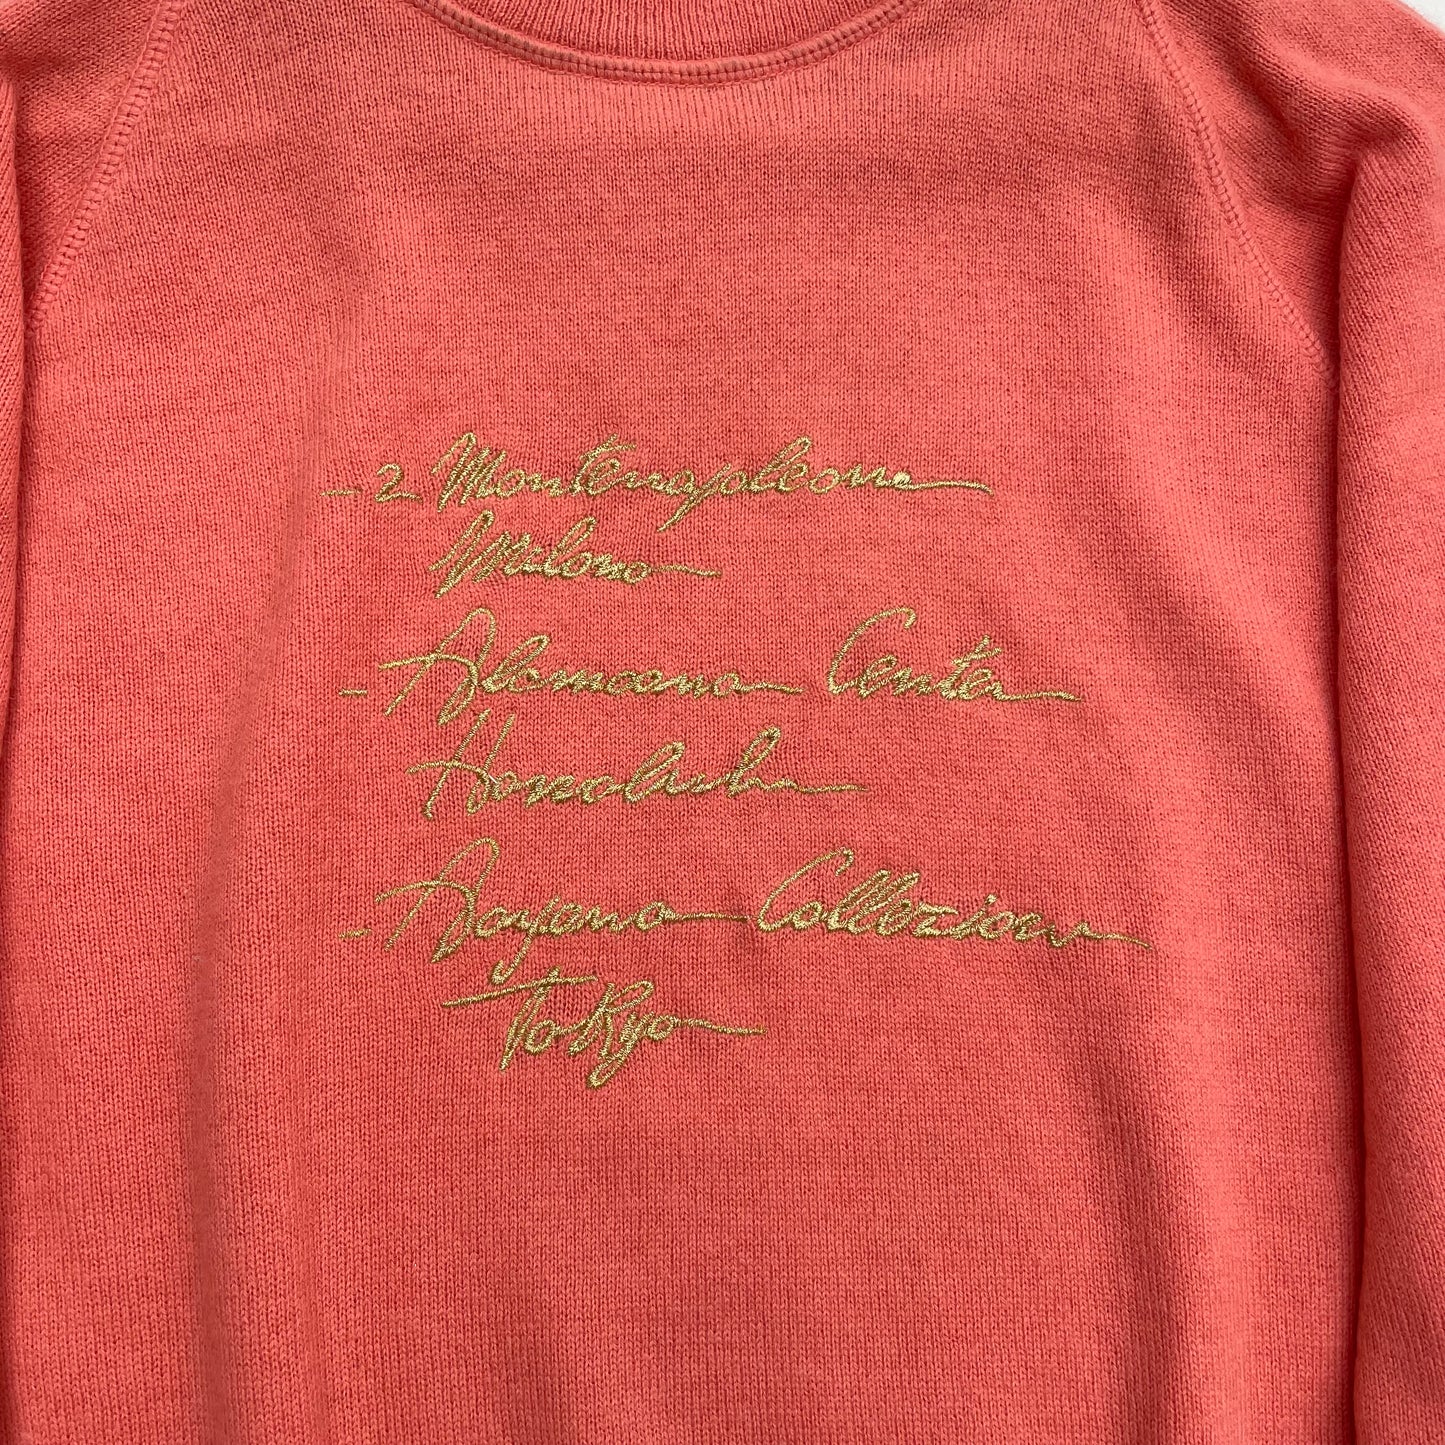 - 2 Montenapoleone
Milano
- Alamoana Center
Honolulu
- Aoyama Collezioni
Tokyo